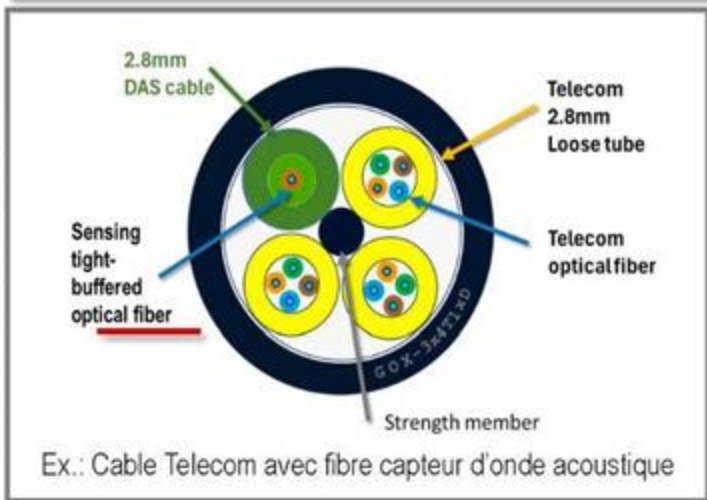 2.8mm
DAS cable
Telecom
2.8mm
Loose tube
Sensing
tight-
buffered
optical fiber
Telecom
optical fiber
GOX-3x4T1xD
Strength member
Ex.: Cable Telecom avec fibre capteur d'onde acoustique